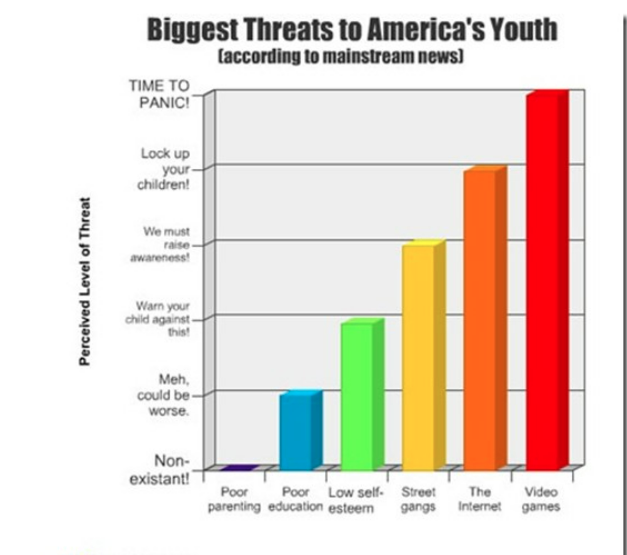 Biggest Threats to America's Youth
(according to mainstream news)
TIME TO
PANIC!
Lock up
your
children!
We must
raise
awareness!
Warn your
child against
this!
Meh,
could be
worse.
Non-
existant!
Perceived Level of Threat
Poor
parenting
Poor
education
Low self-
esteem
Street
gangs
The
Internet
Video
games